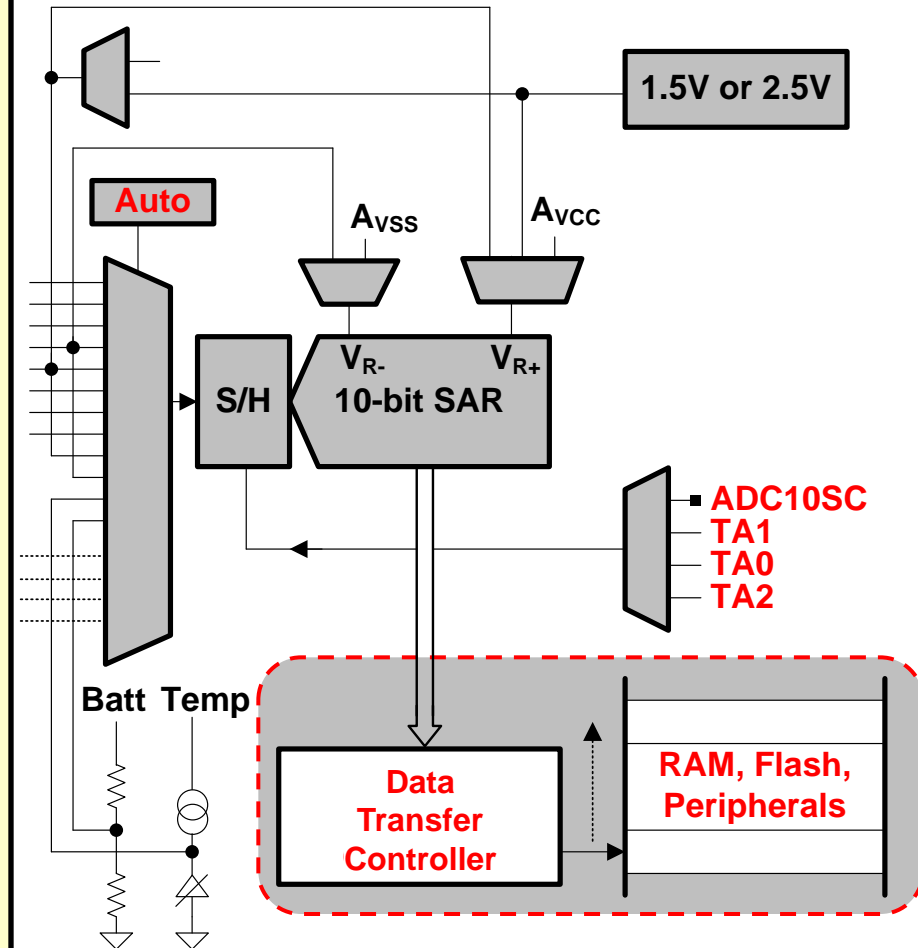 1.5V or 2.5V
Auto
AVSS
AVCC
VR-
VR+
S/H
10-bit SAR
ADC10SC
TA1
TA0
TA2
Batt
Temp
Data
Transfer
Controller
RAM, Flash,
Peripherals